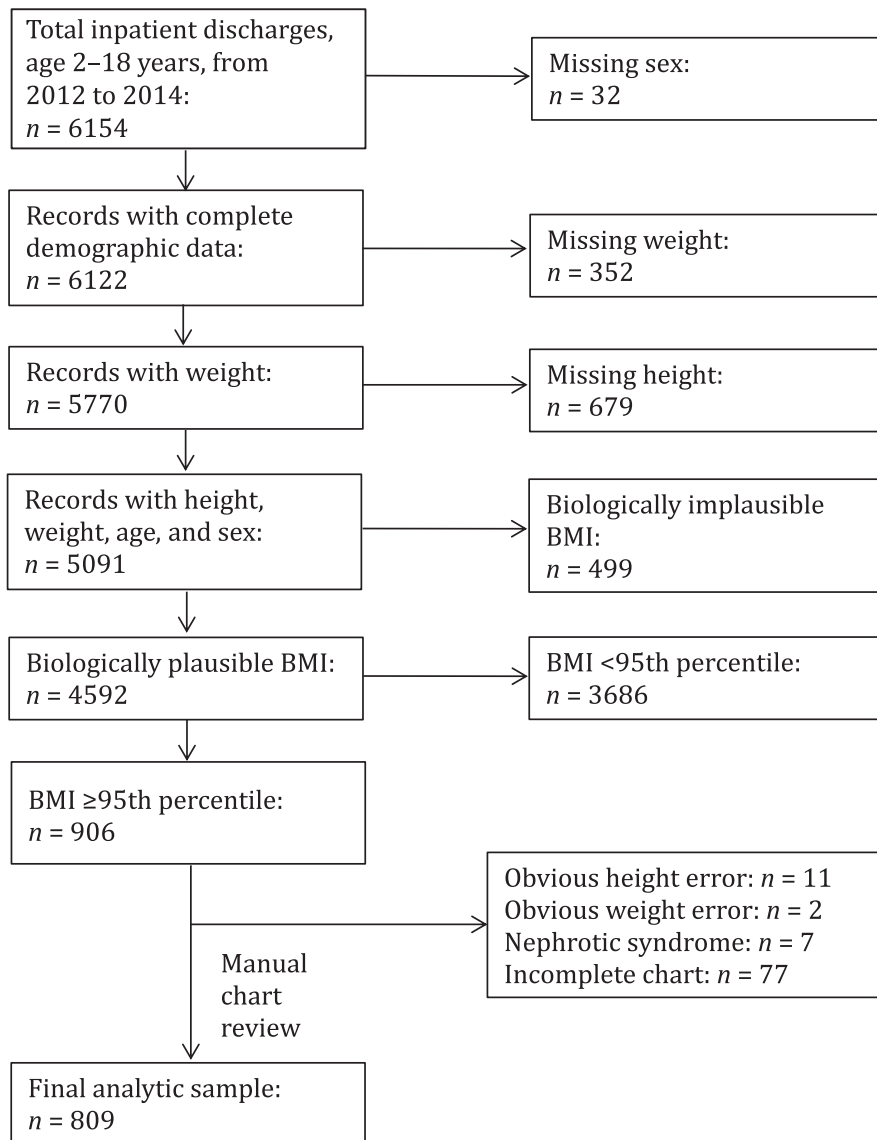 Total inpatient discharges,
age 2–18 years, from
2012 to 2014:
n = 6154
Missing sex:
n = 32
Records with complete
demographic data:
n = 6122
Missing weight:
n = 352
Records with weight:
n = 5770
Missing height:
n = 679
Records with height,
weight, age, and sex:
n = 5091
Biologically implausible
BMI:
n = 499
Biologically plausible BMI:
n = 4592
BMI <95th percentile:
n = 3686
BMI ≥95th percentile:
n = 906
Obvious height error: n = 11
Obvious weight error: n = 2
Nephrotic syndrome: n = 7
Incomplete chart: n = 77
Manual
chart
review
Final analytic sample:
n = 809